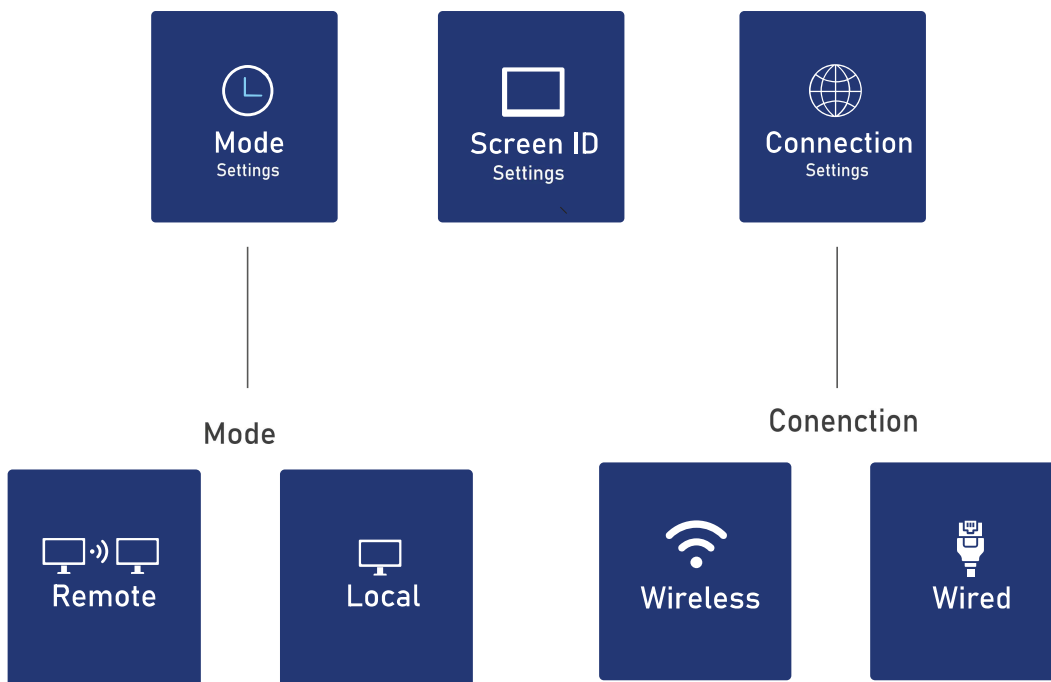 Mode
Settings
Screen ID
Settings
Connection
Settings
Mode
Conenction
Remote
Local
Wireless
Wired